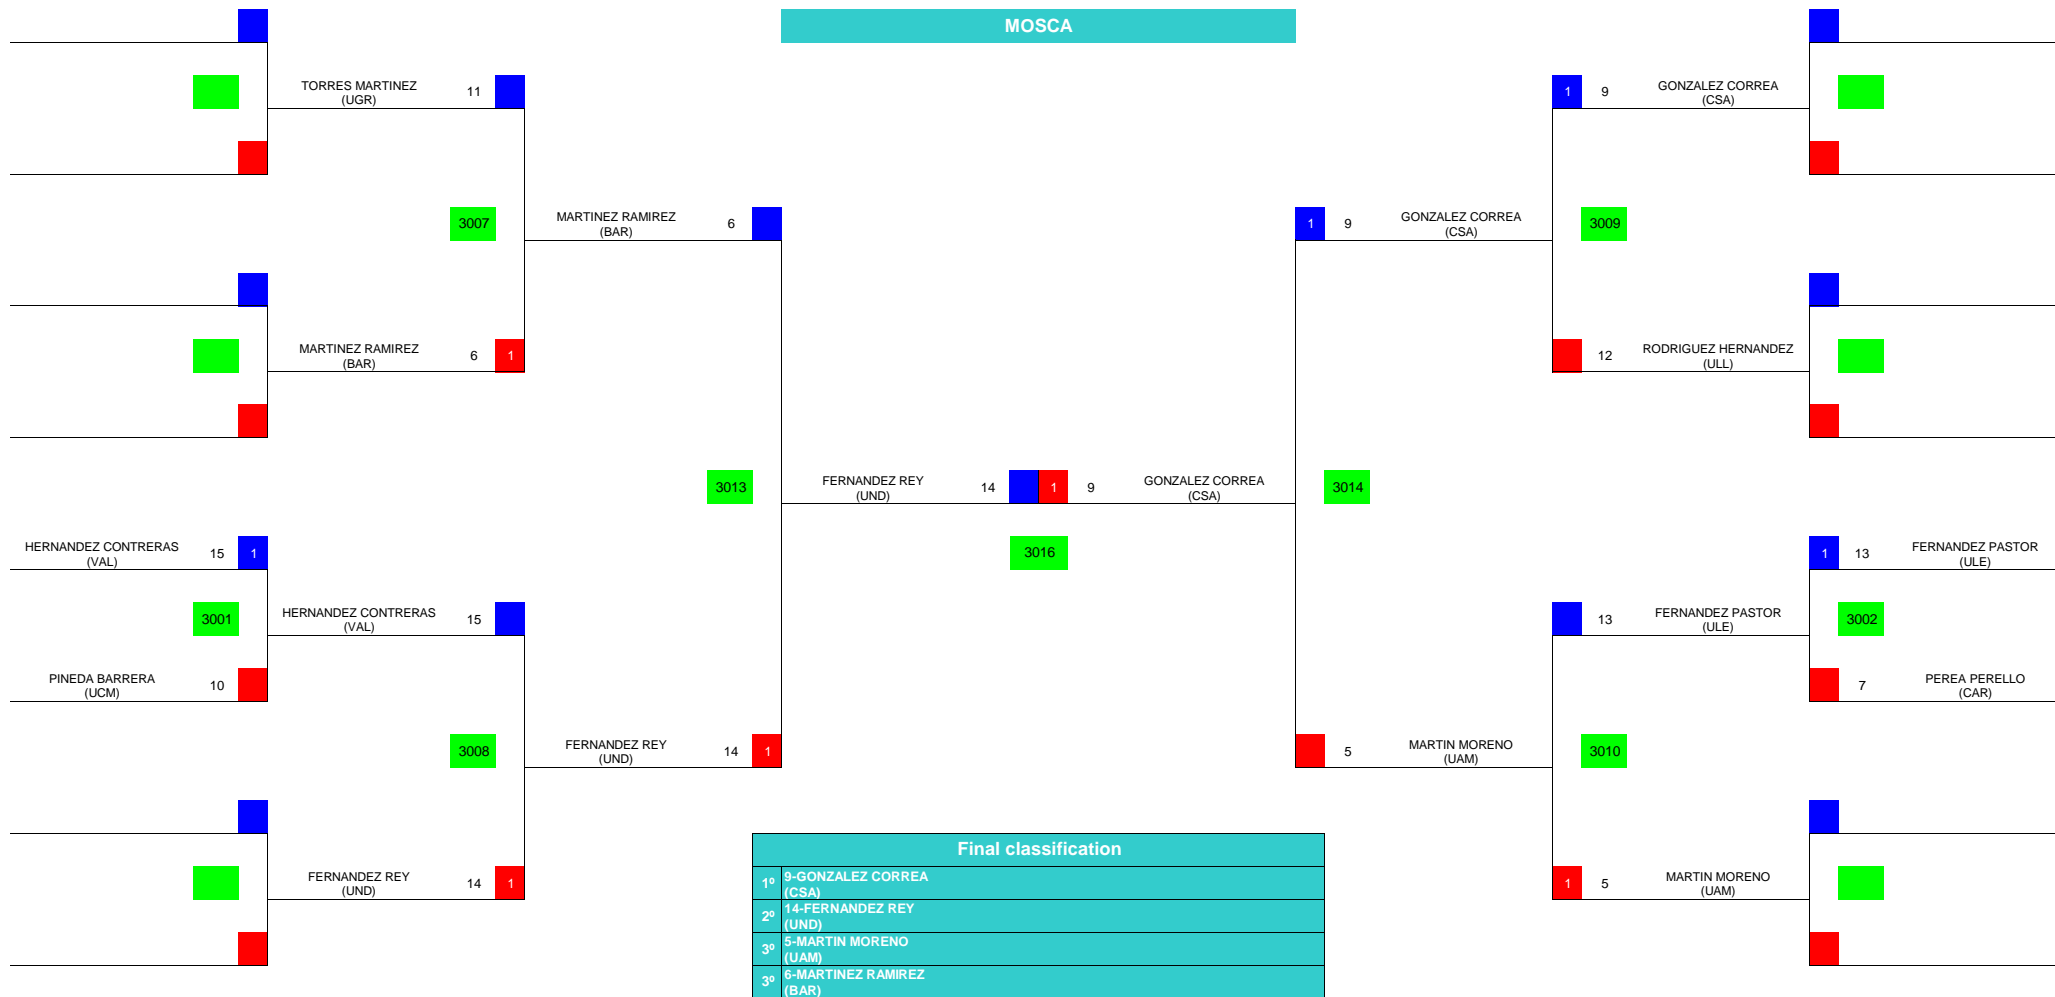 MOSCA
TORRES MARTINEZ
(UGR)
11
1
9
GONZALEZ CORREA
(CSA)
3007
MARTINEZ RAMIREZ
(BAR)
6
1
9
GONZALEZ CORREA
(CSA)
3009
MARTINEZ RAMIREZ
(BAR)
6
1
12
RODRIGUEZ HERNANDEZ
(ULL)
3013
FERNANDEZ REY
(UND)
14
1
9
GONZALEZ CORREA
(CSA)
3014
HERNANDEZ CONTRERAS
(VAL)
15
1
3016
1
13
FERNANDEZ PASTOR
(ULE)
3001
HERNANDEZ CONTRERAS
(VAL)
15
13
FERNANDEZ PASTOR
(ULE)
3002
PINEDA BARRERA
(UCM)
10
7
PEREA PERELLO
(CAR)
3008
FERNANDEZ REY
(UND)
14
1
5
MARTIN MORENO
(UAM)
3010
FERNANDEZ REY
(UND)
14
1
1
5
MARTIN MORENO
(UAM)
Final classification
1º 9-GONZALEZ CORREA
(CSA)
2º 14-FERNANDEZ REY
(UND)
3º 5-MARTIN MORENO
(UAM)
3º 6-MARTINEZ RAMIREZ
(BAR)